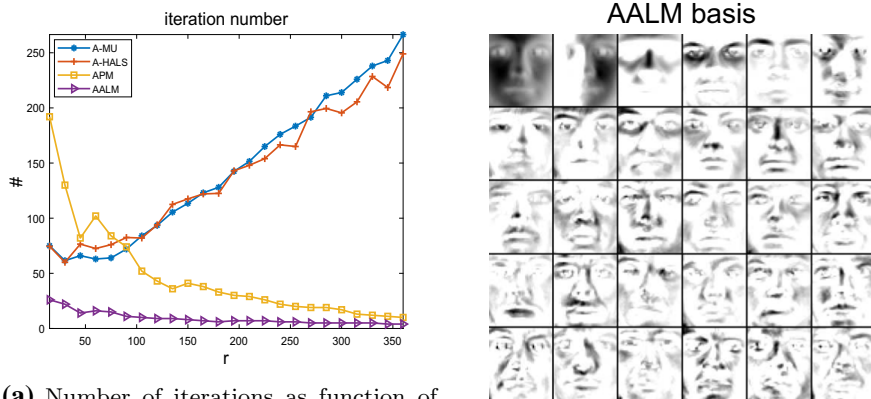 iteration number
A-MU
A-HALS
APM
AALM
250
200
150
100
50
0
#
50 100 150 200 250 300 350
r
(a) Number of iterations as function of
AALM basis